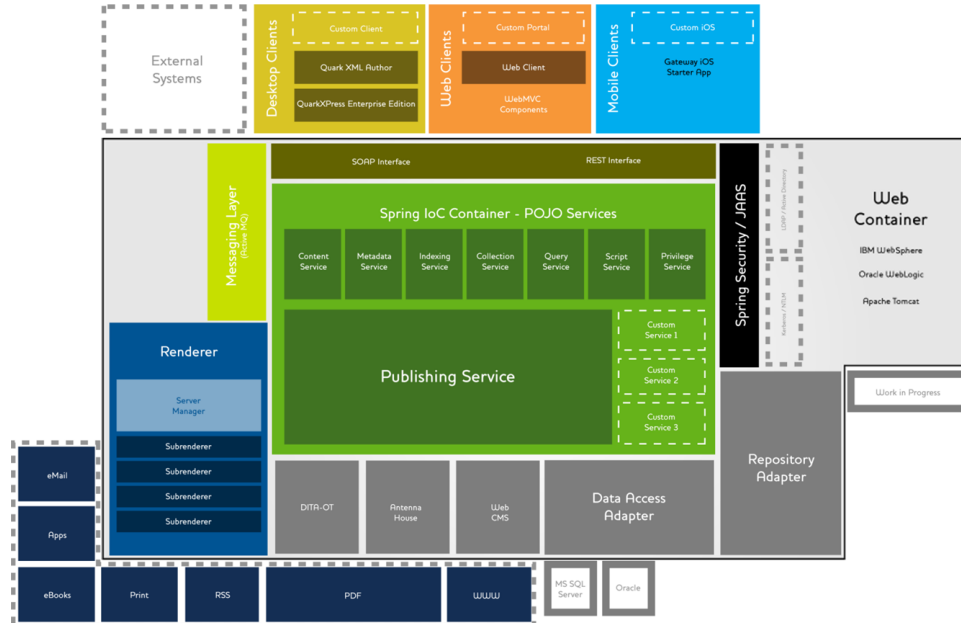 External
Systems
Desktop Clients
Custom Client
Quark XML Author
QuarkXPress Enterprise Edition
Web Clients
Custom Portal
Web Client
WebMVC
Components
Mobile Clients
Custom iOS
Gateway iOS
Starter App
Messaging Layer
(Active MQ)
SOAP Interface
REST Interface
Spring IoC Container - POJO Services
Content
Service
Metadata
Service
Indexing
Service
Collection
Service
Query
Service
Script
Service
Privilege
Service
Publishing Service
Custom
Service 1
Custom
Service 2
Custom
Service 3
Spring Security / JAAS
LDAP / Active Directory
Kerberos / NTLM
Web
Container
IBM WebSphere
Oracle WebLogic
Apache Tomcat
Renderer
Server
Manager
Subrenderer
Subrenderer
Subrenderer
Subrenderer
DITA-OT
Antenna
House
Web
CMS
Data Access
Adapter
Repository
Adapter
Work in Progress
eMail
Apps
eBooks
Print
RSS
PDF
WWW
MS SQL
Server
Oracle